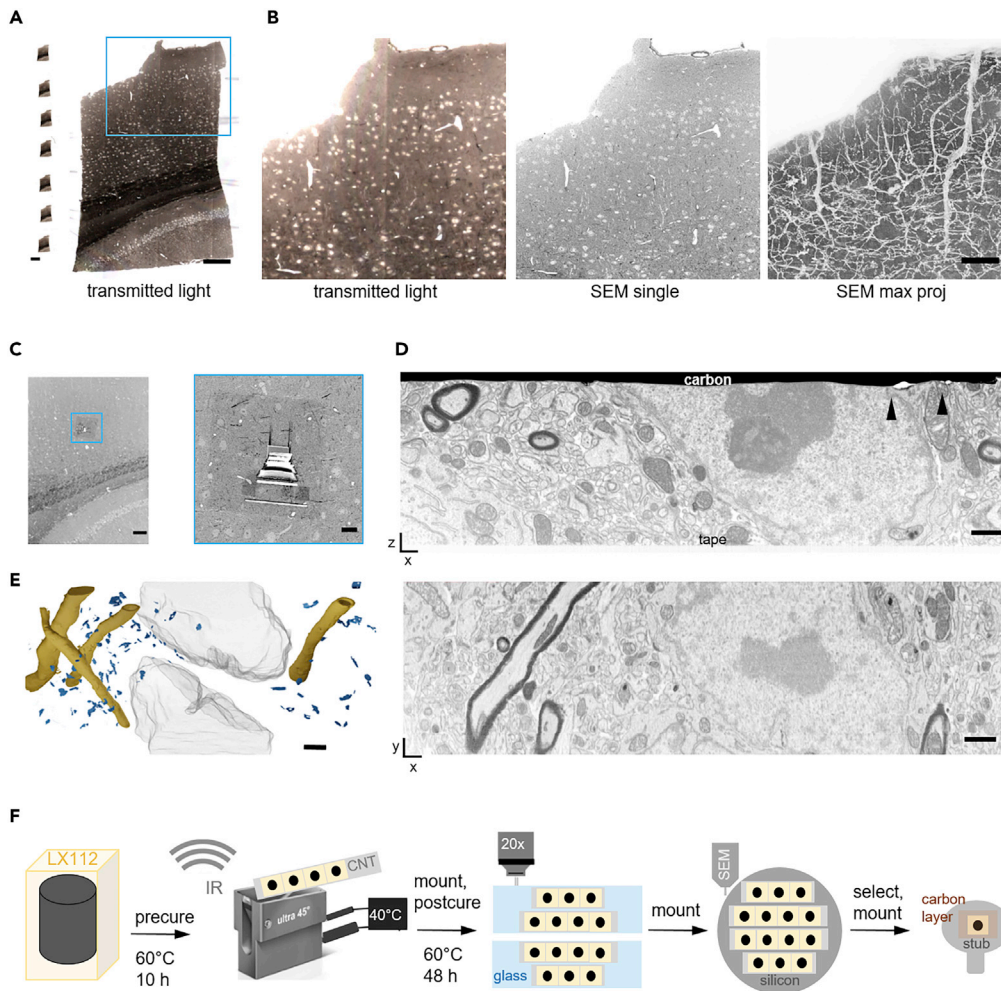 A
B
transmitted light
transmitted light
SEM single
SEM max proj
C
D
carbon
tape
z
x
E
y
x
F
LX112
precure
60°C
10 h
IR
CNT
ultra 45°
40°C
mount,
postcure
60°C
48 h
20x
glass
mount
SEM
silicon
select,
mount
carbon
layer
stub